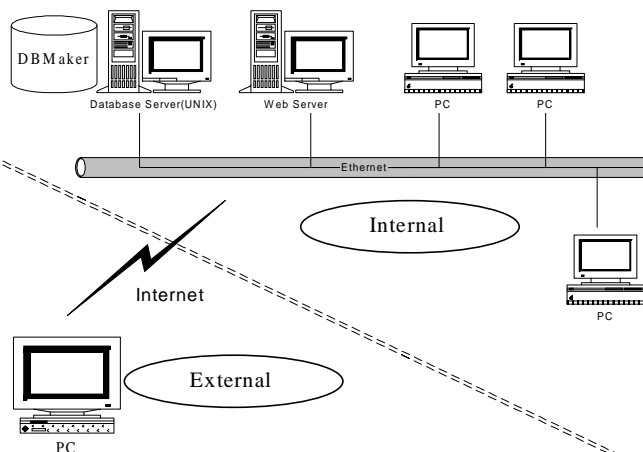 DBMaker
Database Server(UNIX)
Web Server
PC
PC
Ethernet
Internal
Internet
PC
External
PC